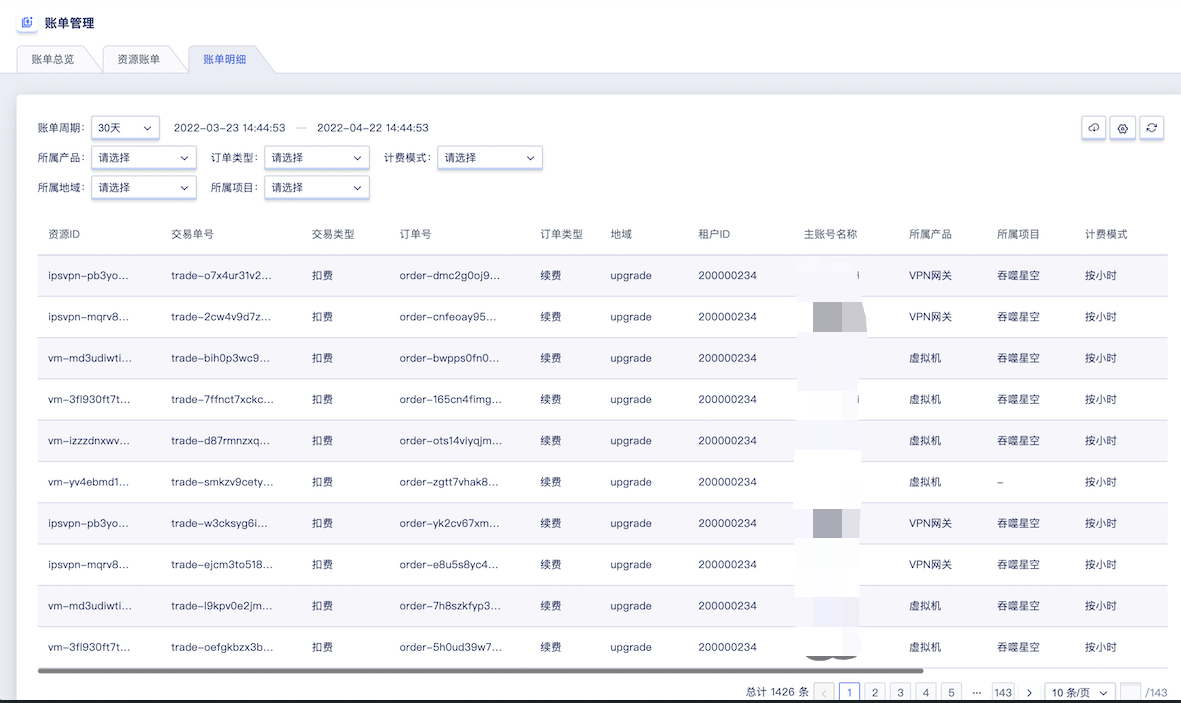 账单管理
账单总览 资源账单 账单明细
账单周期: 30天 2022-03-23 14:44:53 — 2022-04-22 14:44:53
所属产品: 请选择 订单类型: 请选择 计费模式: 请选择
所属地域: 请选择 所属项目: 请选择
资源ID 交易单号 交易类型 订单号 订单类型 地域 租户ID 主账号名称 所属产品 所属项目 计费模式
ipsvpn-pb3yo... trade-o7x4ur31v2... 扣费 order-dmc2g0oj9... 续费 upgrade 200000234 VPN网关 吞噬星空 按小时
ipsvpn-mqrv8... trade-2cw4v9d7z... 扣费 order-cnfeoay95... 续费 upgrade 200000234 VPN网关 吞噬星空 按小时
vm-md3udiwti... trade-bih0p3wc9... 扣费 order-bwpps0fn0... 续费 upgrade 200000234 虚拟机 吞噬星空 按小时
vm-3fl930ft7t... trade-7ffnct7xckc... 扣费 order-165cn4fimg... 续费 upgrade 200000234 虚拟机 吞噬星空 按小时
vm-izzzdnxwv... trade-d87rmnzxq... 扣费 order-ots14viyqjm... 续费 upgrade 200000234 虚拟机 吞噬星空 按小时
vm-yv4ebmd1... trade-smkzv9cety... 扣费 order-zgtt7vhak8... 续费 upgrade 200000234 虚拟机 – 按小时
ipsvpn-pb3yo... trade-w3cksyg6i... 扣费 order-yk2cv67xm... 续费 upgrade 200000234 VPN网关 吞噬星空 按小时
ipsvpn-mqrv8... trade-ejcm3to518... 扣费 order-e8u5s8yc4... 续费 upgrade 200000234 VPN网关 吞噬星空 按小时
vm-md3udiwti... trade-l9kpv0e2jm... 扣费 order-7h8szkfyp3... 续费 upgrade 200000234 虚拟机 吞噬星空 按小时
vm-3fl930ft7t... trade-oefgkbzx3b... 扣费 order-5h0ud39w7... 续费 upgrade 200000234 虚拟机 吞噬星空 按小时
总计 1426 条 1 2 3 4 5 ... 143 10 条/页 /143